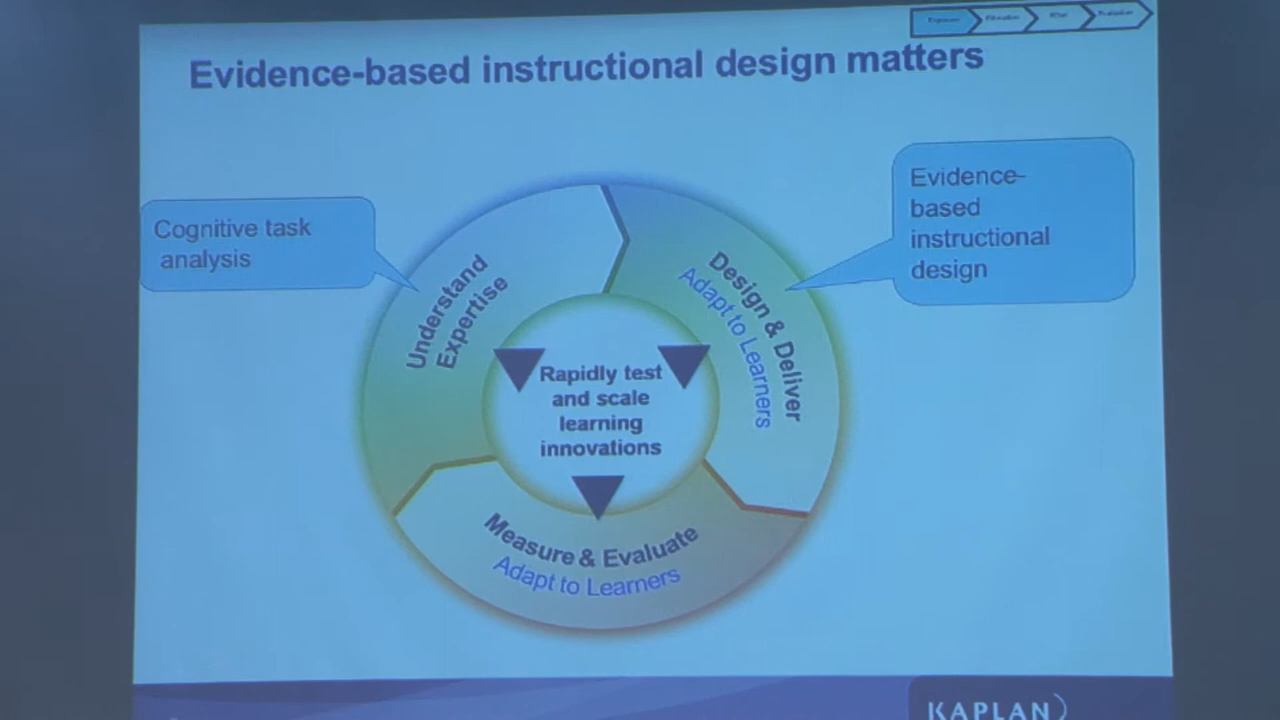 Evidence-based instructional design matters
Cognitive task
analysis
Evidence-
based
instructional
design
Understand
Expertise
Design & Deliver
Adapt to Learners
Rapidly test
and scale
learning
innovations
Measure & Evaluate
Adapt to Learners
KAPLAN